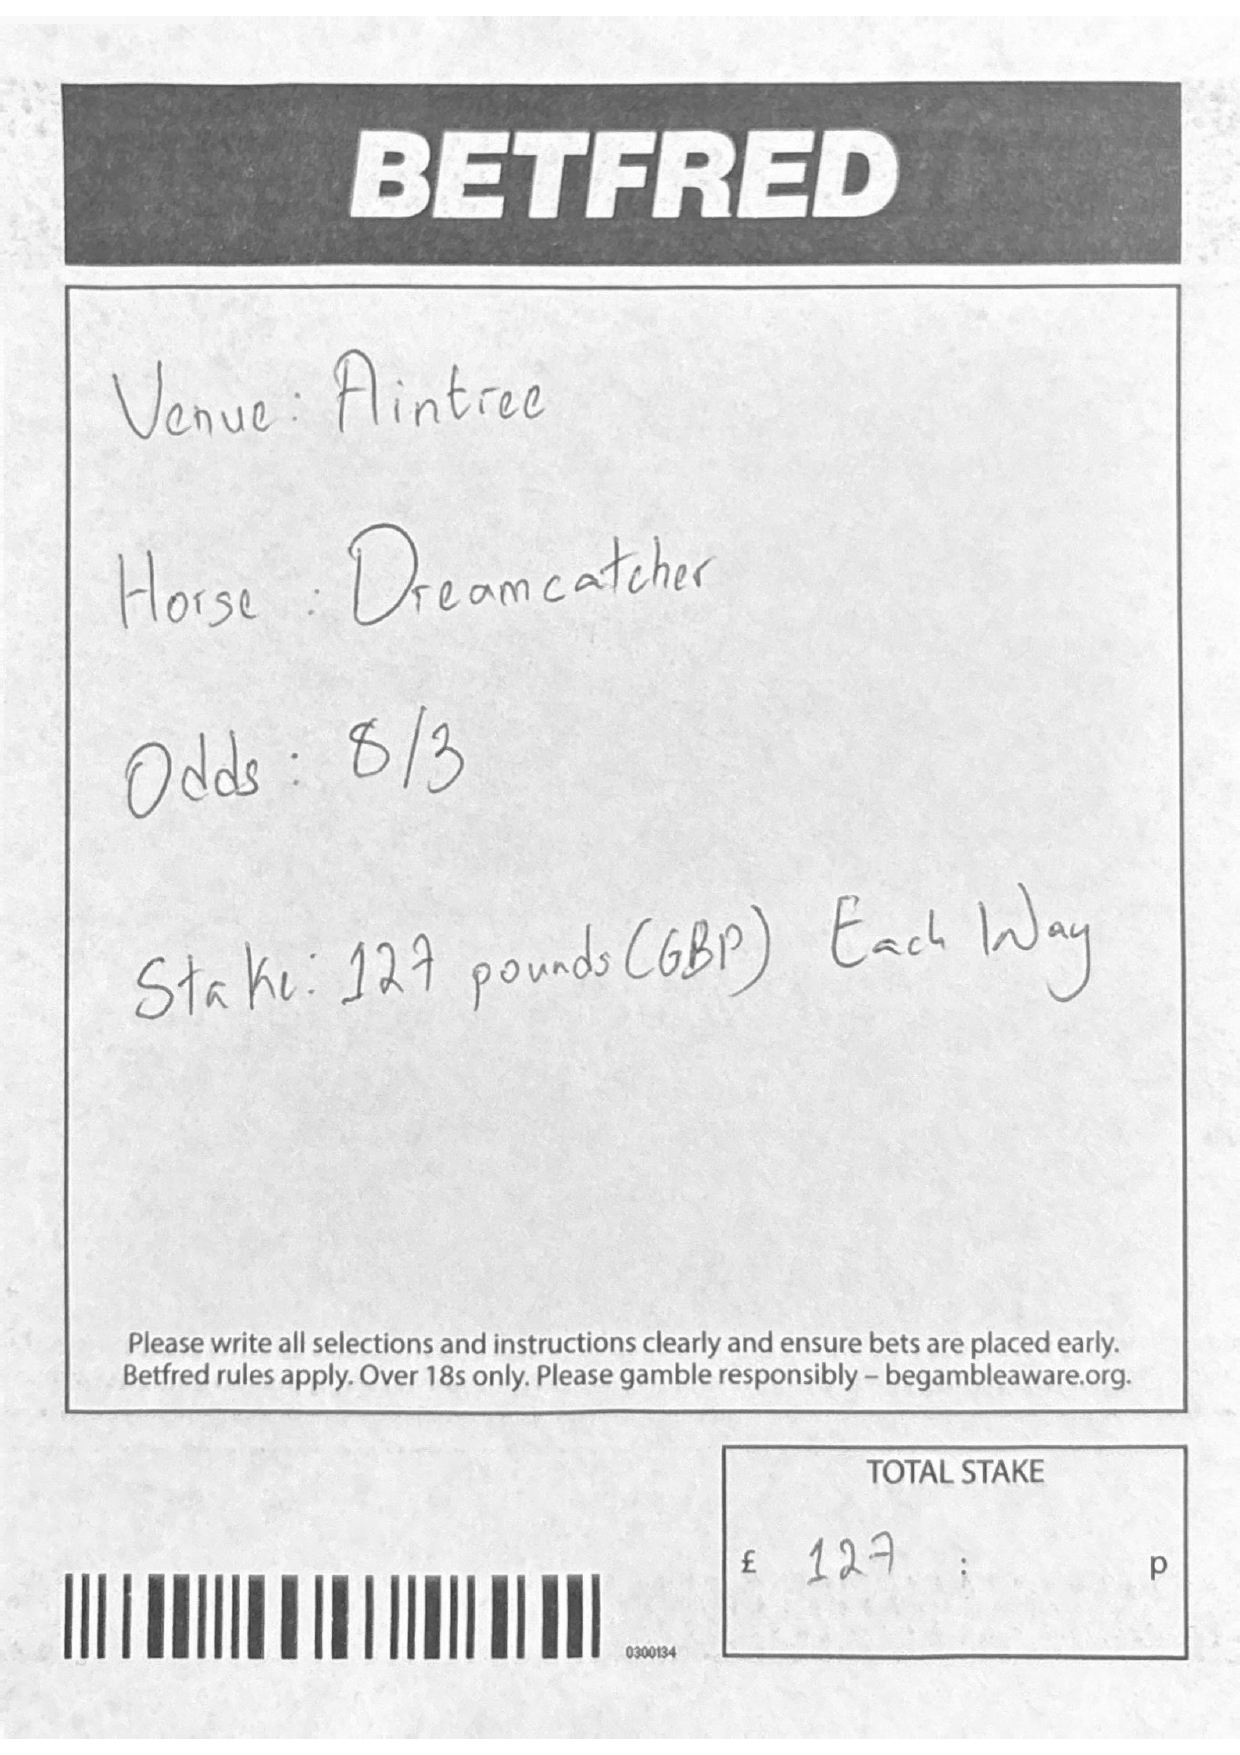 BETFRED
Venue: Aintree
Horse : Dreamcatcher
Odds : 8/3
Stake: 127 pounds (GBP) Each Way
Please write all selections and instructions clearly and ensure bets are placed early.
Betfred rules apply. Over 18s only. Please gamble responsibly – begambleaware.org.
TOTAL STAKE
£ 127 : p
0300134